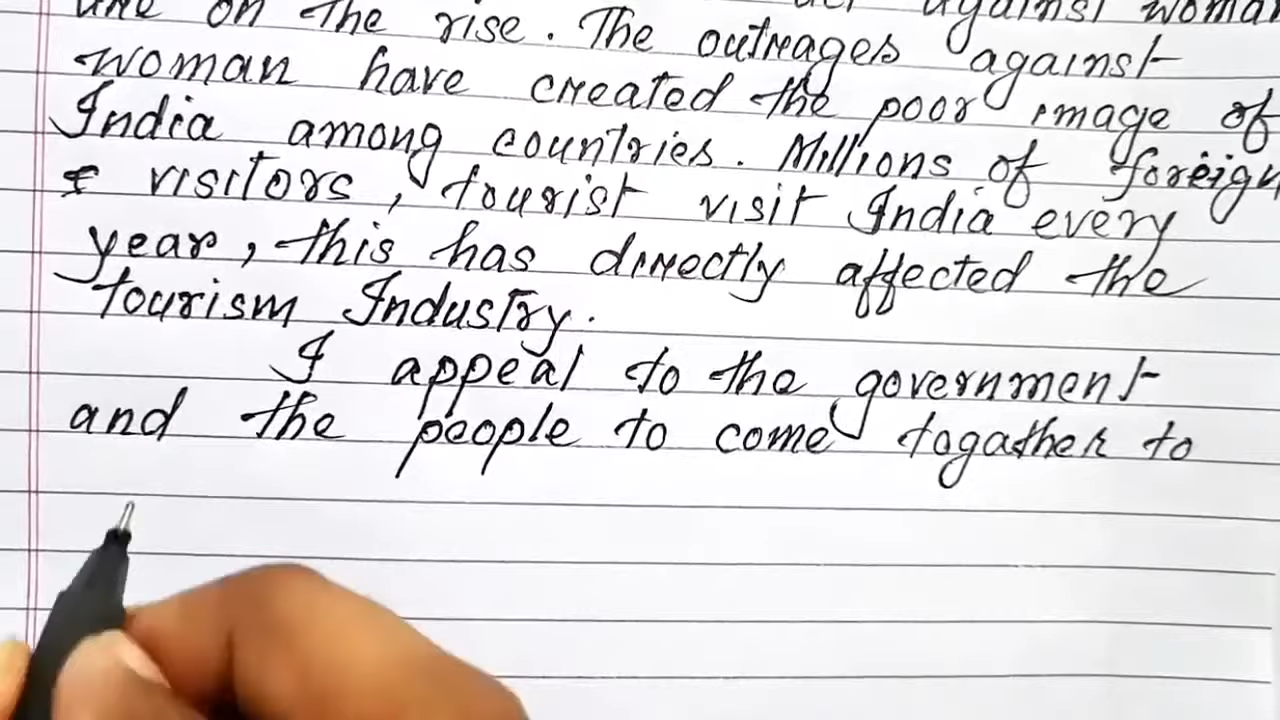 on the rise. The outrages against woman
woman have created the poor image of
India among countries. Millions of foreign
visitors, tourist visit India every
year, this has directly affected the
tourism Industry.
I appeal to the government
and the people to come togather to